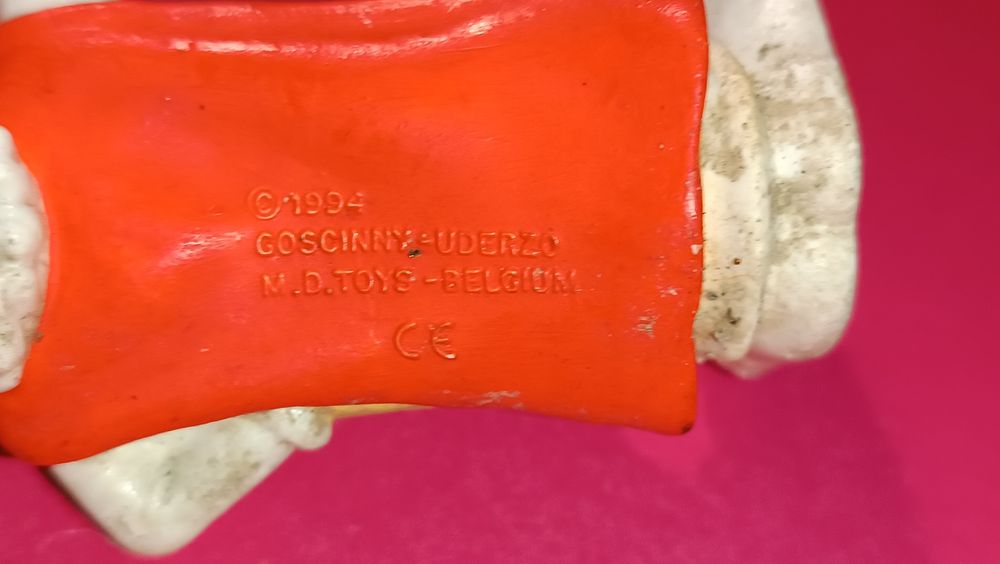 ©1994
GOSCINNY-UDERZO
M.D.TOYS-BELGIUM
CE